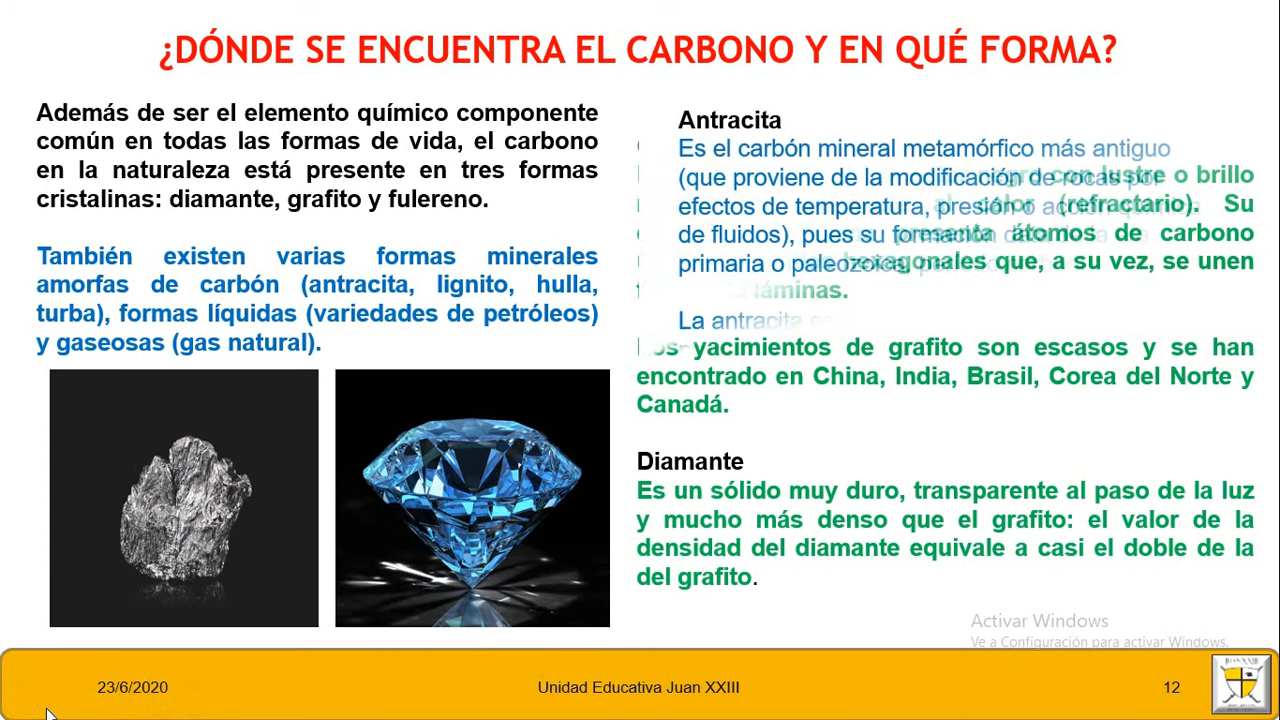 ¿DÓNDE SE ENCUENTRA EL CARBONO Y EN QUÉ FORMA?
Además de ser el elemento químico componente
común en todas las formas de vida, el carbono
en la naturaleza está presente en tres formas
cristalinas: diamante, grafito y fulereno.
También existen varias formas minerales
amorfas de carbón (antracita, lignito, hulla,
turba), formas líquidas (variedades de petróleos)
y gaseosas (gas natural).
Antracita
Es el carbón mineral metamórfico más antiguo
(que proviene de la modificación de rocas por
efectos de temperatura, presión o
de fluidos), pues su formación
primaria o paleozoica,
La antracita
con lustre o brillo
(refractario). Su
presenta átomos de carbono
hexagonales que, a su vez, se unen
láminas.
Los yacimientos de grafito son escasos y se han
encontrado en China, India, Brasil, Corea del Norte y
Canadá.
Diamante
Es un sólido muy duro, transparente al paso de la luz
y mucho más denso que el grafito: el valor de la
densidad del diamante equivale a casi el doble de la
del grafito.
Activar Windows
Ve a Configuración para activar Windows.
23/6/2020
Unidad Educativa Juan XXIII
12
JUAN XXIII